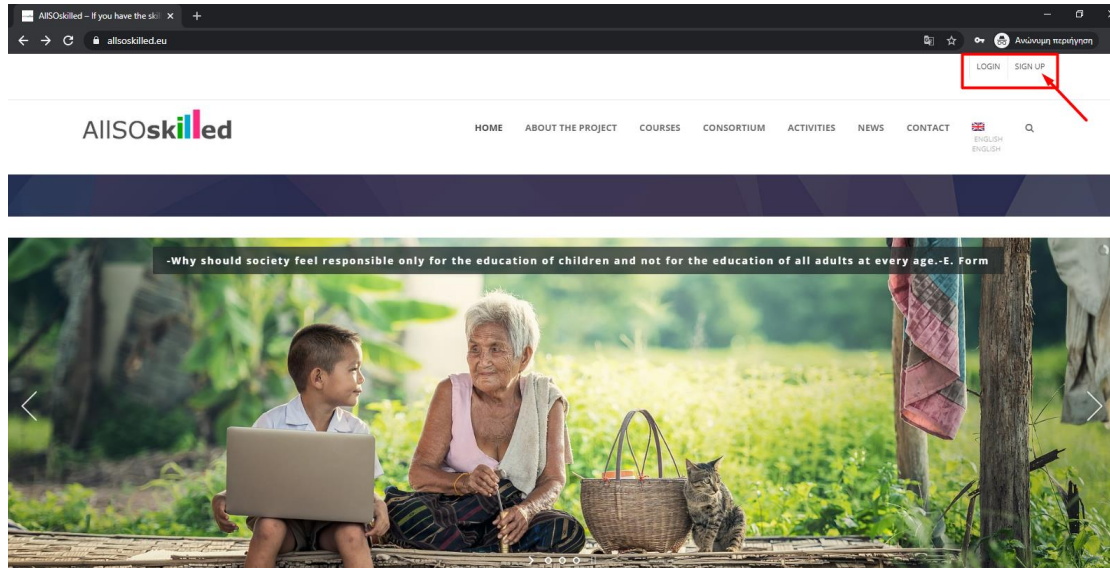 AllSOskilled – If you have the skil
allsoskilled.eu
Ανώνυμη περιήγηση
LOGIN SIGN UP
AllSOskilled
HOME ABOUT THE PROJECT COURSES CONSORTIUM ACTIVITIES NEWS CONTACT
ENGLISH
ENGLISH
-Why should society feel responsible only for the education of children and not for the education of all adults at every age.-E. Form